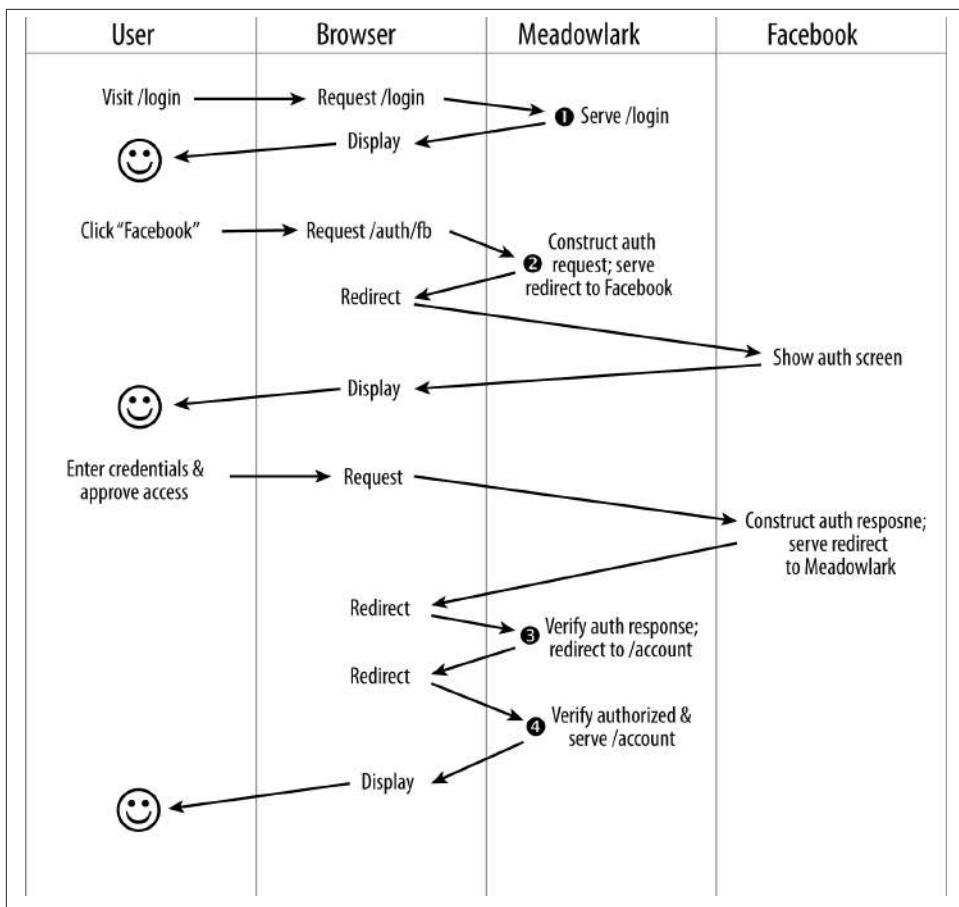 User Browser Meadowlark Facebook
Visit /login Request /login ❶ Serve /login
Display
Click “Facebook” Request /auth/fb ❷ Construct auth
request; serve
redirect to Facebook
Redirect
Show auth screen
Display
Enter credentials &
approve access
Request
Construct auth resposne;
serve redirect
to Meadowlark
Redirect
❸ Verify auth response;
redirect to /account
Redirect
❹ Verify authorized &
serve /account
Display